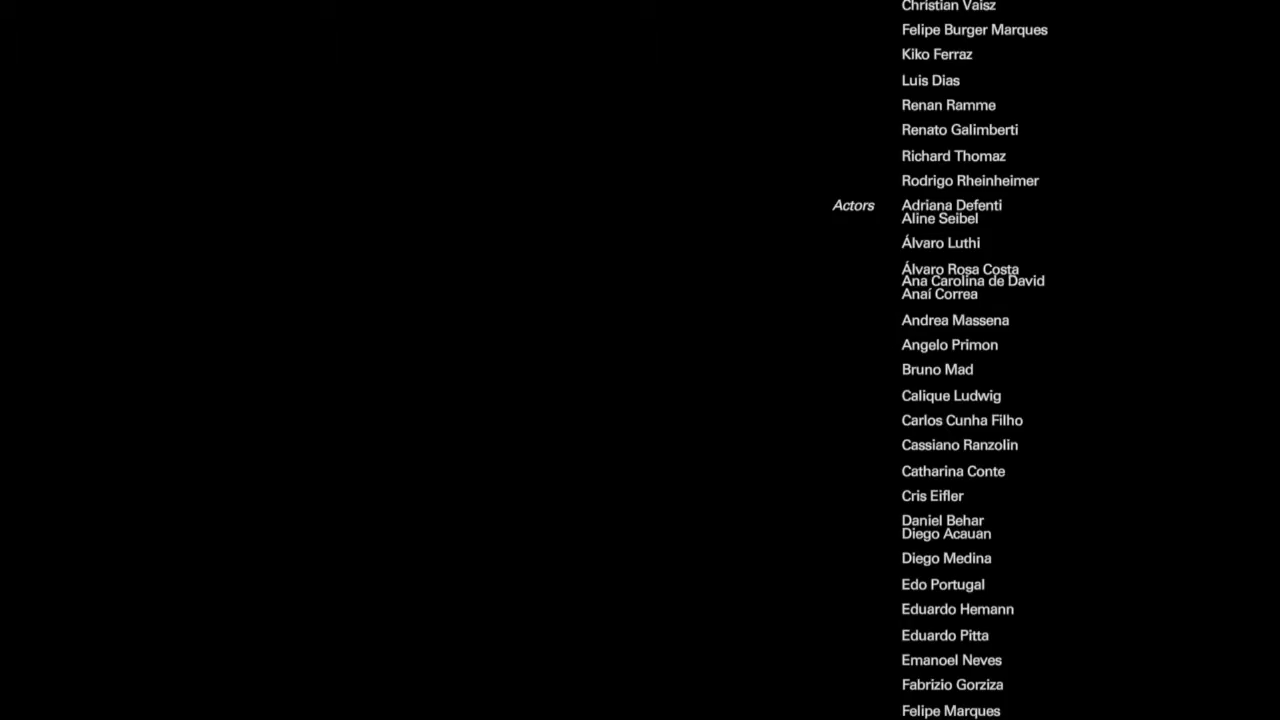 Christian Vaisz
Felipe Burger Marques
Kiko Ferraz
Luis Dias
Renan Ramme
Renato Galimberti
Richard Thomaz
Rodrigo Rheinheimer
Actors Adriana Defenti
Aline Seibel
Álvaro Luthi
Álvaro Rosa Costa
Ana Carolina de David
Anaí Correa
Andrea Massena
Angelo Primon
Bruno Mad
Calique Ludwig
Carlos Cunha Filho
Cassiano Ranzolin
Catharina Conte
Cris Eifler
Daniel Behar
Diego Acauan
Diego Medina
Edo Portugal
Eduardo Hemann
Eduardo Pitta
Emanoel Neves
Fabrizio Gorziza
Felipe Marques